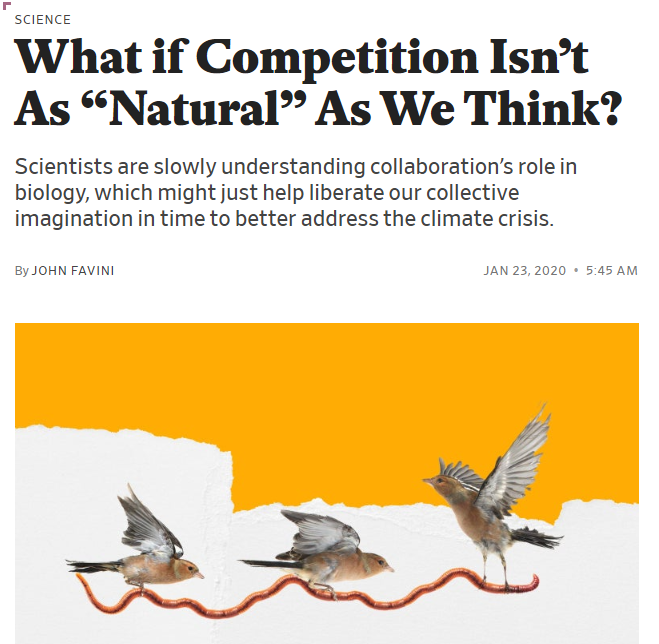 SCIENCE
What if Competition Isn’t
As “Natural” As We Think?
Scientists are slowly understanding collaboration’s role in
biology, which might just help liberate our collective
imagination in time to better address the climate crisis.
By JOHN FAVINI
JAN 23, 2020 • 5:45 AM